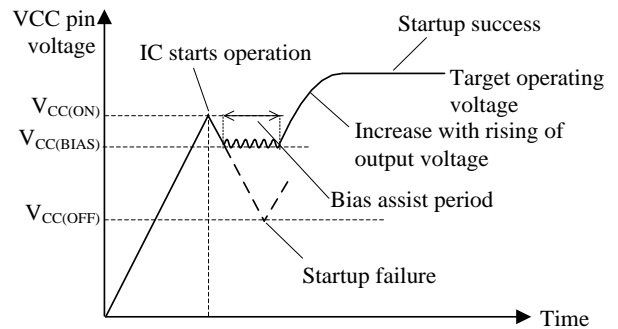 VCC pin
voltage
Startup success
IC starts operation
Target operating
voltage
VCC(ON)
Increase with rising of
output voltage
VCC(BIAS)
Bias assist period
VCC(OFF)
Startup failure
Time